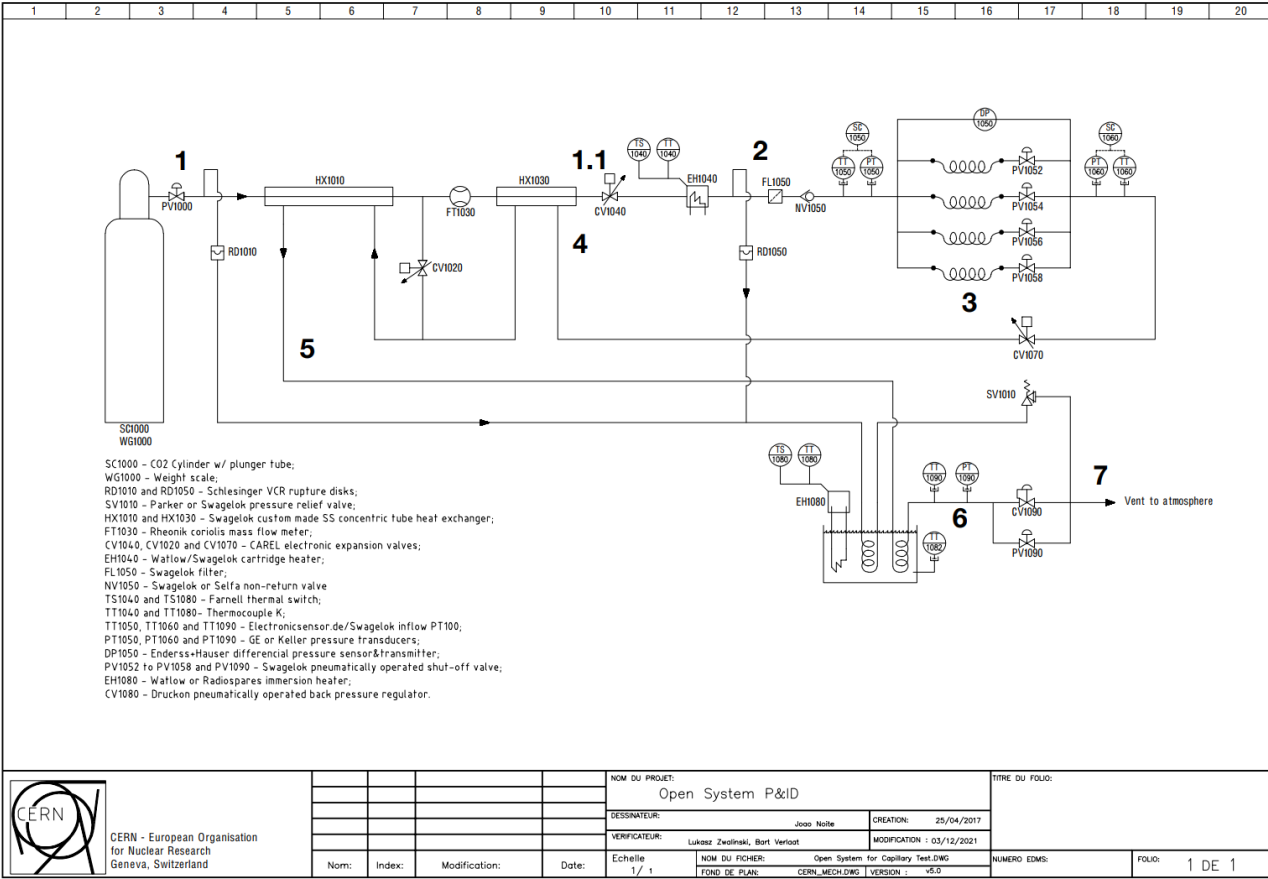 1 2 3 4 5 6 7 8 9 10 11 12 13 14 15 16 17 18 19 20
DP
1050
SC
1050
SC
1060
TS
1040
TT
1040
1
1.1
2
TT
1050
PT
1050
PV1052
PT
1060
TT
1060
HX1010
HX1030
EH1040
FL1050
PV1000
FT1030
CV1040
NV1050
PV1054
RD1010
4
RD1050
PV1056
CV1020
PV1058
3
5
CV1070
SV1010
SC1000
WG1000
TS
1080
TT
1080
TT
1090
PT
1090
7
EH1080
Vent to atmosphere
CV1090
6
TT
1082
PV1090
SC1000 - CO2 Cylinder w/ plunger tube;
WG1000 - Weight scale;
RD1010 and RD1050 - Schlesinger VCR rupture disks;
SV1010 - Parker or Swagelok pressure relief valve;
HX1010 and HX1030 - Swagelok custom made SS concentric tube heat exchanger;
FT1030 - Rheonik coriolis mass flow meter;
CV1040, CV1020 and CV1070 - CAREL electronic expansion valves;
EH1040 - Watlow/Swagelok cartridge heater;
FL1050 - Swagelok filter;
NV1050 - Swagelok or Selfa non-return valve
TS1040 and TS1080 - Farnell thermal switch;
TT1040 and TT1080- Thermocouple K;
TT1050, TT1060 and TT1090 - Electronicsensor.de/Swagelok inflow PT100;
PT1050, PT1060 and PT1090 - GE or Keller pressure transducers;
DP1050 - Enderss+Hauser differencial pressure sensor&transmitter;
PV1052 to PV1058 and PV1090 - Swagelok pneumatically operated shut-off valve;
EH1080 - Watlow or Radiospares immersion heater;
CV1080 - Druckon pneumatically operated back pressure regulator.
CERN
CERN - European Organisation
for Nuclear Research
Geneva, Switzerland
Nom: Index: Modification: Date:
NOM DU PROJET:
Open System P&ID
DESSINATEUR: Joao Noite
CREATION: 25/04/2017
VERIFICATEUR: Lukasz Zwalinski, Bart Verlaat
MODIFICATION : 03/12/2021
Echelle
1/ 1
NOM DU FICHIER: Open System for Capillary Test.DWG
FOND DE PLAN: CERN_MECH.DWG VERSION : v5.0
TITRE DU FOLIO:
NUMERO EDMS:
FOLIO: 1 DE 1